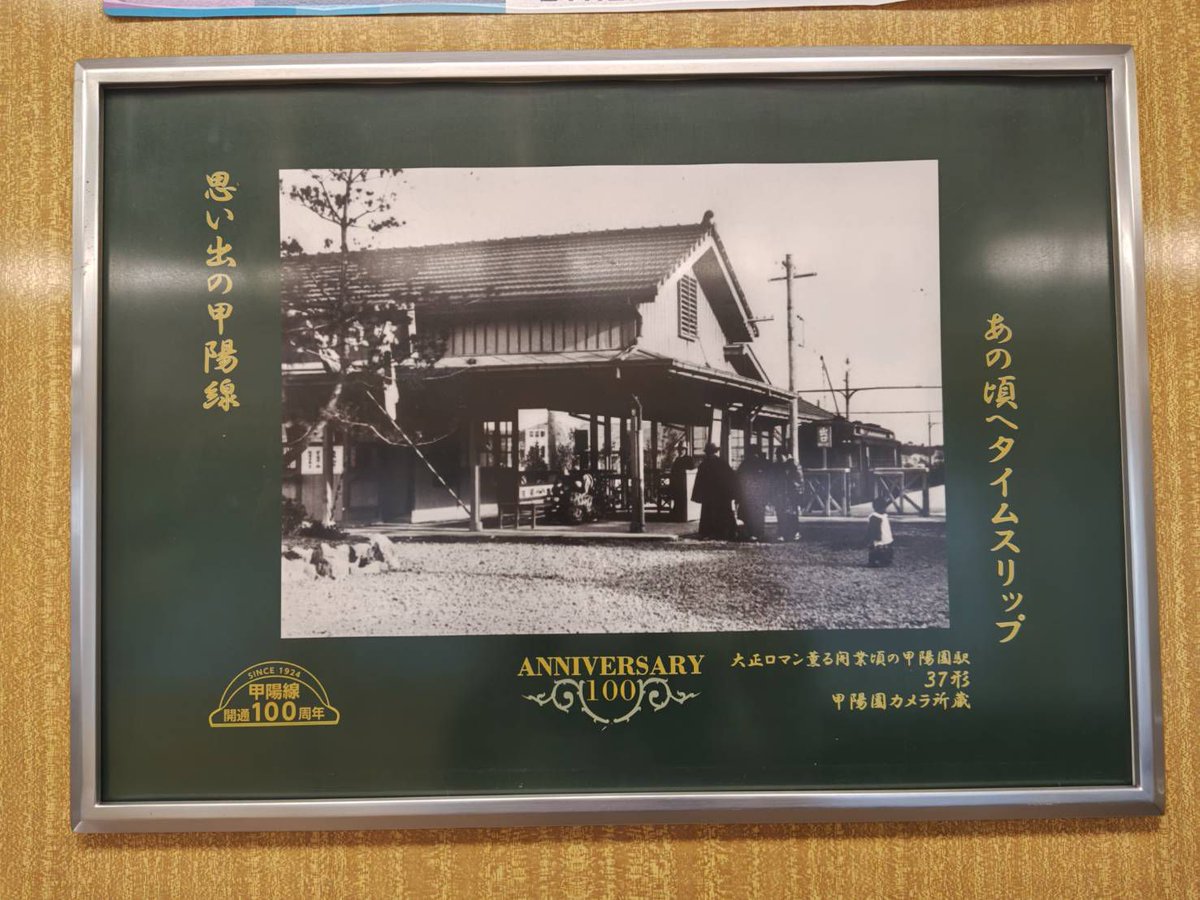 思い出の甲陽線
あの頃へタイムスリップ
SINCE 1924
甲陽線
開通100周年
ANNIVERSARY
100
大正ロマン薫る開業頃の甲陽園駅
37形
甲陽園カメラ所蔵